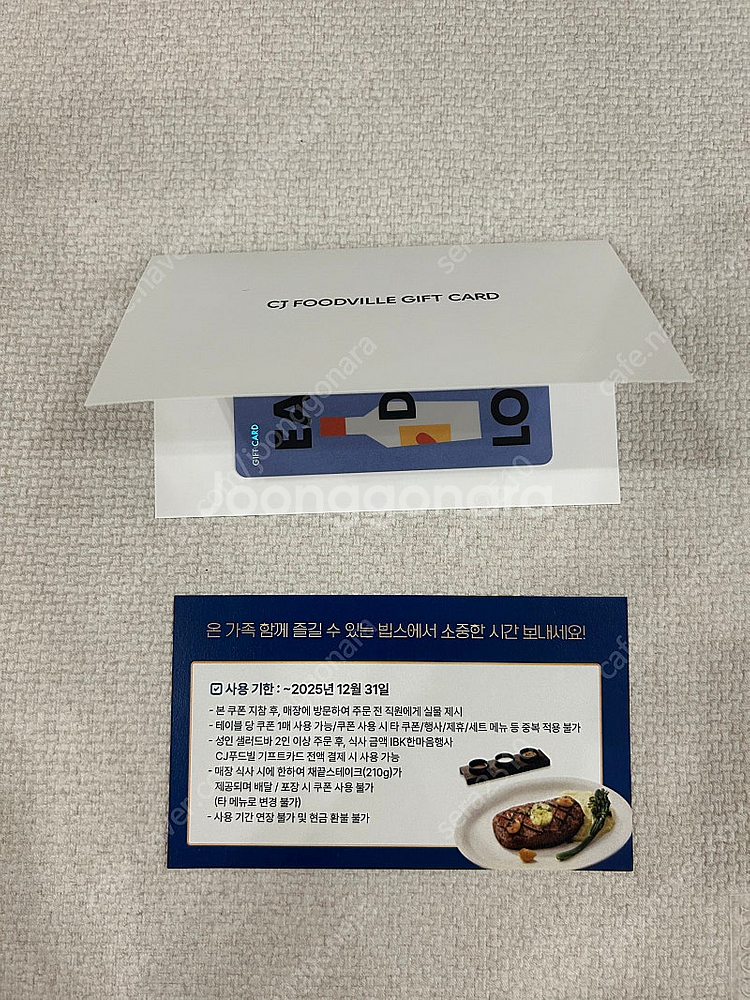 CJ FOODVILLE GIFT CARD
GIFT CARD
EA
D
LO
Joonggonara
온 가족 함께 즐길 수 있는 빕스에서 소중한 시간 보내세요!
사용 기한 : ~2025년 12월 31일
- 본 쿠폰 지참 후, 매장에 방문하여 주문 전 직원에게 실물 제시
- 테이블 당 쿠폰 1매 사용 가능/쿠폰 사용 시 타 쿠폰/행사/제휴/세트 메뉴 등 중복 적용 불가
- 성인 샐러드바 2인 이상 주문 후, 식사 금액 IBK한마음행사
CJ푸드빌 기프트카드 전액 결제 시 사용 가능
- 매장 식사 시에 한하여 채끝스테이크(210g)가
제공되며 배달 / 포장 시 쿠폰 사용 불가
(타 메뉴로 변경 불가)
- 사용 기간 연장 불가 및 현금 환불 불가